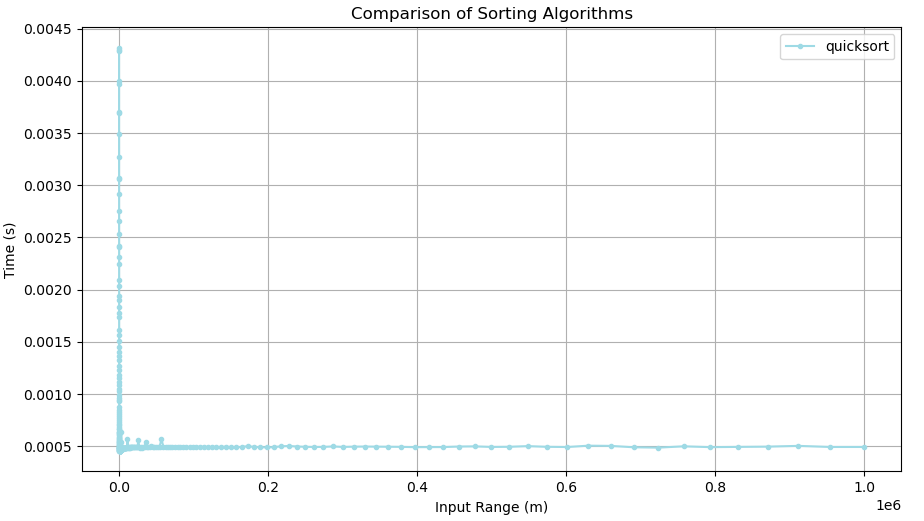 Comparison of Sorting Algorithms
quicksort
Time (s)
0.0045
0.0040
0.0035
0.0030
0.0025
0.0020
0.0015
0.0010
0.0005
0.0 0.2 0.4 0.6 0.8 1.0
1e6
Input Range (m)